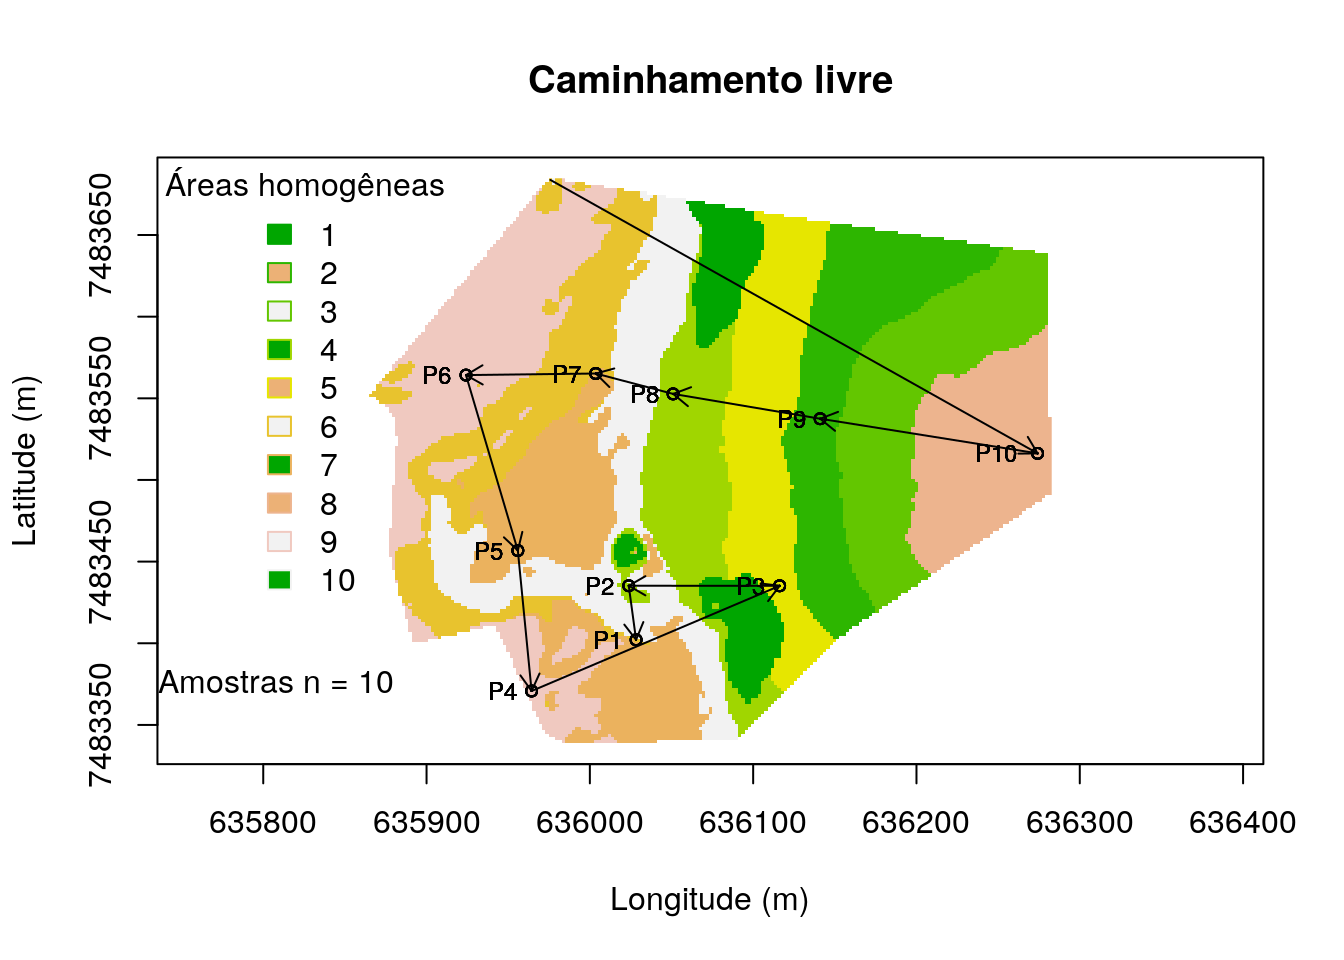 Caminhamento livre
Áreas homogêneas
1
2
3
4
5
6
7
8
9
10
Amostras n = 10
P6
P7
P8
P9
P10
P5
P2
P3
P1
P4
7483650
7483550
7483450
7483350
Latitude (m)
635800 635900 636000 636100 636200 636300 636400
Longitude (m)